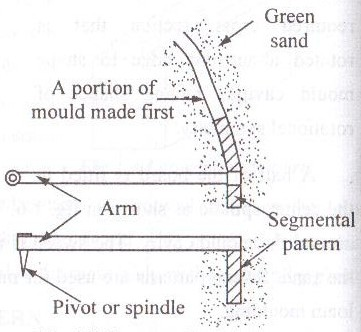 Green
sand
A portion of
mould made first
Arm
Segmental
pattern
Pivot or spindle